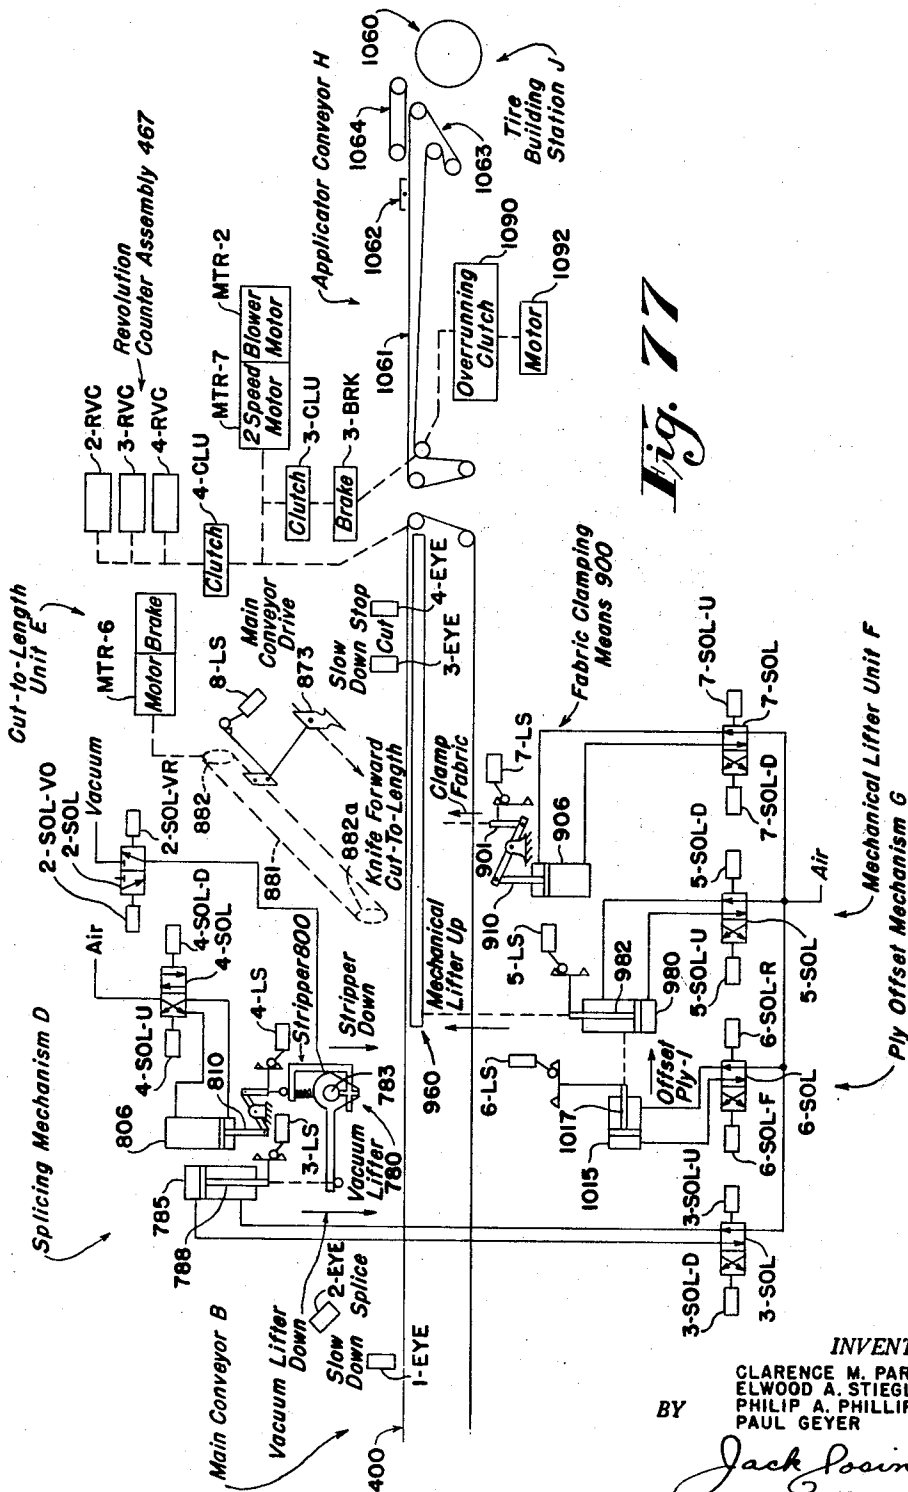 Splicing Mechanism D
Main Conveyor B
Vacuum Lifter
Down
Slow
Down
2-EYE
Splice
1-EYE
400
785
788
806
810
Air
4-SOL-U
4-SOL-D
4-SOL
4-LS
3-LS
Stripper 800
Stripper
Down
Vacuum
Lifter
780
783
2-SOL-VO
2-SOL
Vacuum
2-SOL-VR
Cut-to-Length
Unit E
MTR-6
Motor
Brake
882
881
882a
8-LS
873
Knife Forward
Cut-To-Length
Main
Conveyor
Drive
Slow
Down
Stop
Cut
3-EYE
4-EYE
2-RVC
3-RVC
4-RVC
Revolution
Counter Assembly 467
4-CLU
Clutch
MTR-7
MTR-2
2 Speed
Motor
Blower
Motor
3-CLU
Clutch
3-BRK
Brake
Applicator Conveyor H
1060
1064
1062
1061
1063
Tire
Building
Station J
1090
Overrunning
Clutch
1092
Motor
960
Mechanical
Lifter Up
Clamp
Fabric
7-LS
901
906
910
Fabric Clamping
Means 900
5-LS
982
980
6-LS
1017
1015
Offset
Ply-1
3-SOL-D
3-SOL-U
3-SOL
6-SOL-F
6-SOL-R
6-SOL
5-SOL-U
5-SOL-D
5-SOL
7-SOL-D
7-SOL-U
7-SOL
Air
Mechanical Lifter Unit F
Ply Offset Mechanism G
Fig. 77
INVENT
CLARENCE M. PAR
ELWOOD A. STIEGL
PHILIP A. PHILLIP
BY PAUL GEYER
Jack Posin